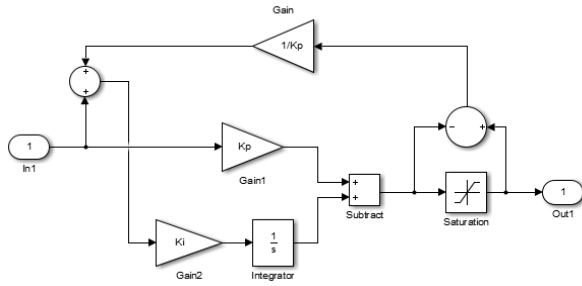 Gain
1/Kp
+
+
−
+
1
In1
Kp
Gain1
+
+
Subtract
Saturation
1
Out1
Ki
Gain2
1
s
Integrator